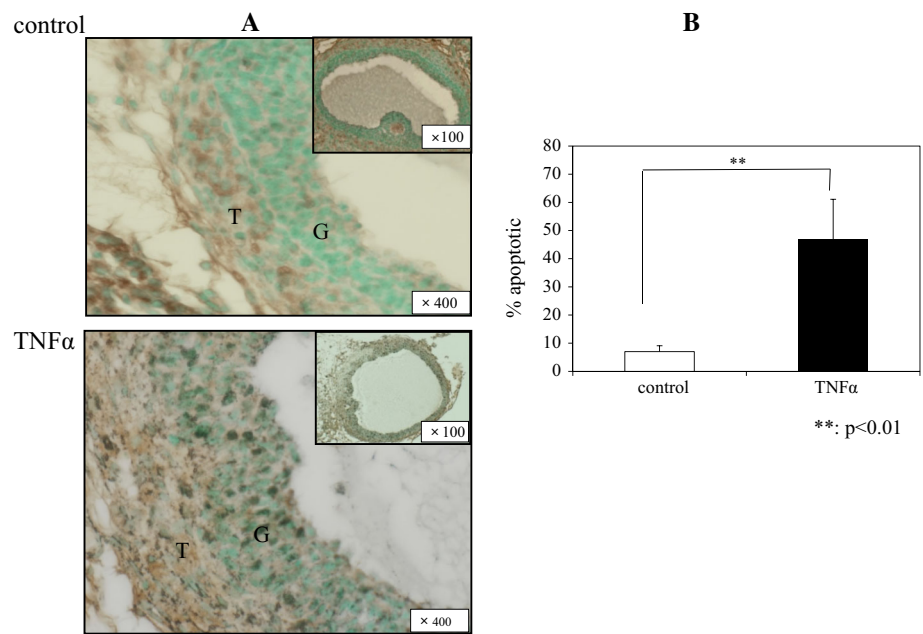 control
A
×100
T
G
× 400
TNFα
× 100
T
G
× 400
B
% apoptotic
80
70
60
50
40
30
20
10
0
**
control
TNFα
**: p<0.01